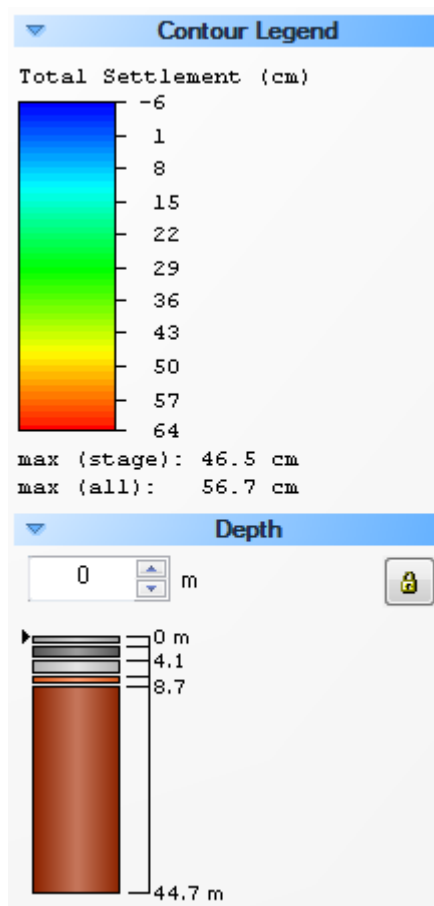 Contour Legend
Total Settlement (cm)
-6
1
8
15
22
29
36
43
50
57
64
max (stage): 46.5 cm
max (all): 56.7 cm
Depth
0 m
0 m
4.1
8.7
44.7 m